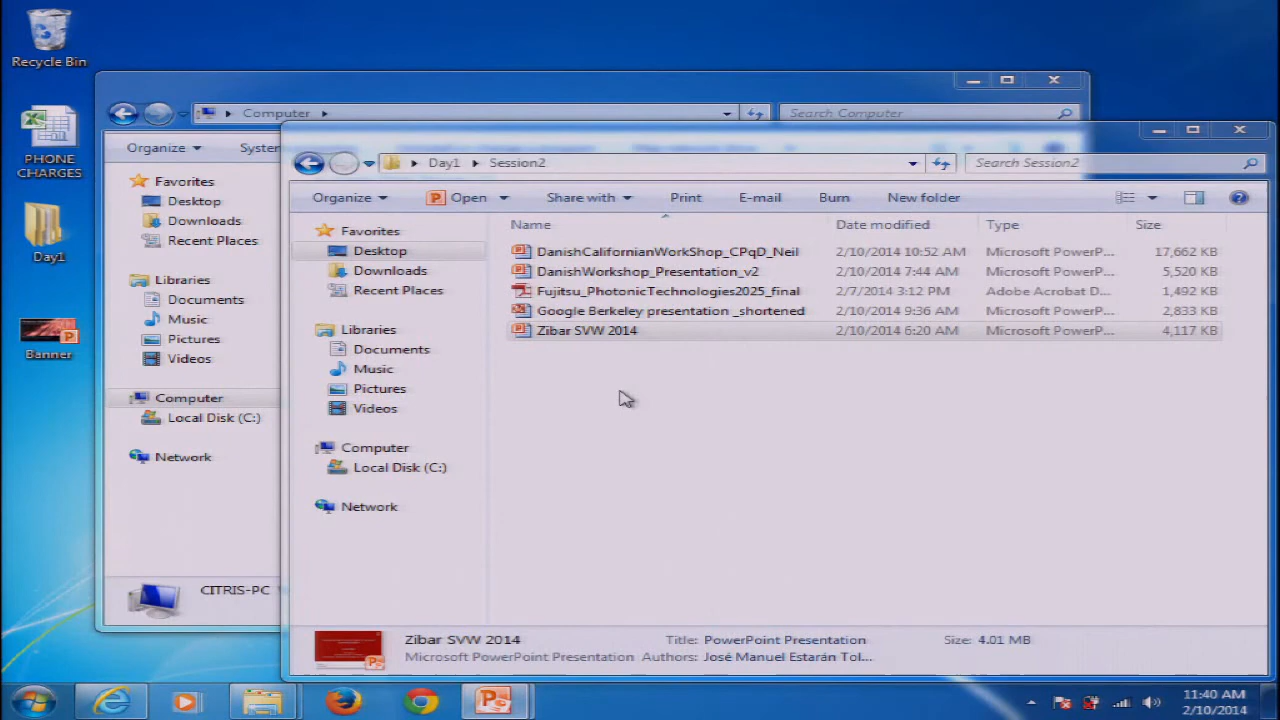 Recycle Bin
PHONE
CHARGES
Day1
Banner
Computer
Search Computer
Organize
System
Favorites
Desktop
Downloads
Recent Places
Libraries
Documents
Music
Pictures
Videos
Computer
Local Disk (C:)
Network
CITRIS-PC
Day1 Session2
Search Session2
Organize Open Share with Print E-mail Burn New folder
Favorites
Desktop
Downloads
Recent Places
Libraries
Documents
Music
Pictures
Videos
Computer
Local Disk (C:)
Network
Name Date modified Type Size
DanishCalifornianWorkShop_CPqD_Neil 2/10/2014 10:52 AM Microsoft PowerP... 17,662 KB
DanishWorkshop_Presentation_v2 2/10/2014 7:44 AM Microsoft PowerP... 5,520 KB
Fujitsu_PhotonicTechnologies2025_final 2/7/2014 3:12 PM Adobe Acrobat D... 1,492 KB
Google Berkeley presentation _shortened 2/10/2014 9:36 AM Microsoft PowerP... 2,833 KB
Zibar SVW 2014 2/10/2014 6:20 AM Microsoft PowerP... 4,117 KB
Zibar SVW 2014 Title: PowerPoint Presentation Size: 4.01 MB
Microsoft PowerPoint Presentation Authors: José Manuel Estarán Tol...
11:40 AM
2/10/2014